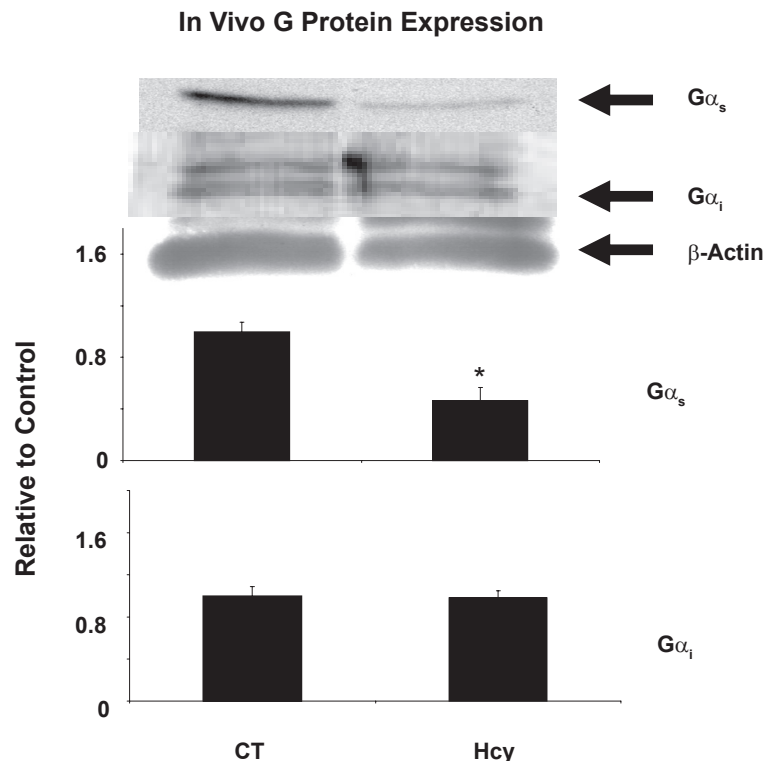 In Vivo G Protein Expression
Gαs
Gαi
β-Actin
Relative to Control
1.6
0.8
0
*
Gαs
1.6
0.8
0
Gαi
CT
Hcy